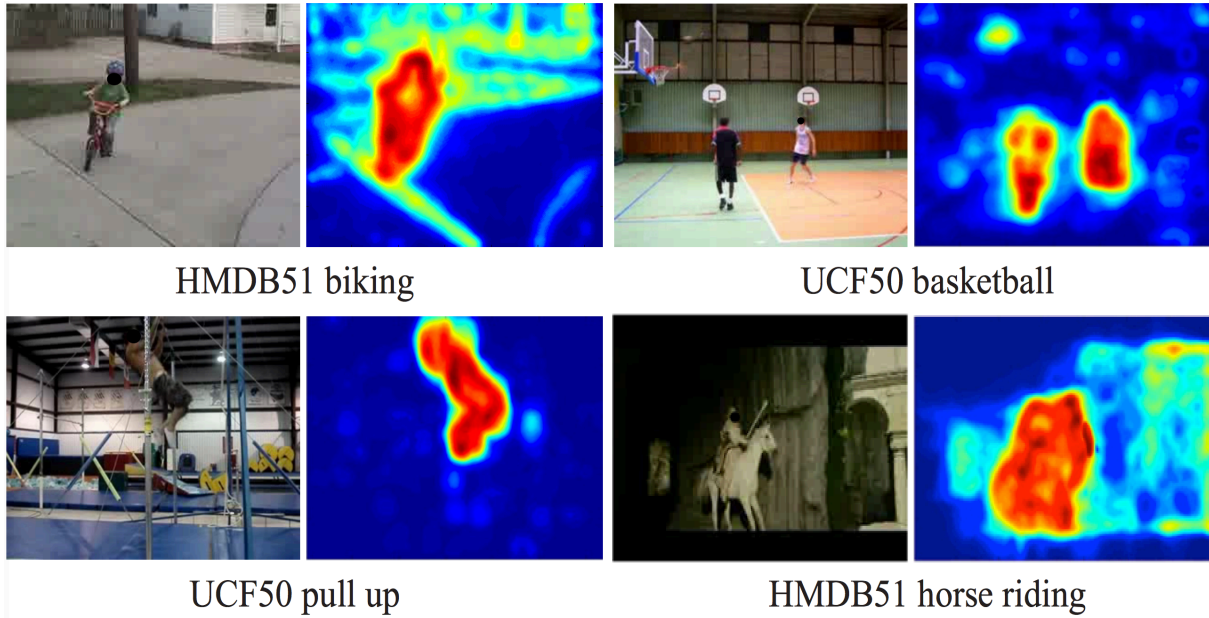 HMDB51 biking
UCF50 basketball
UCF50 pull up
HMDB51 horse riding